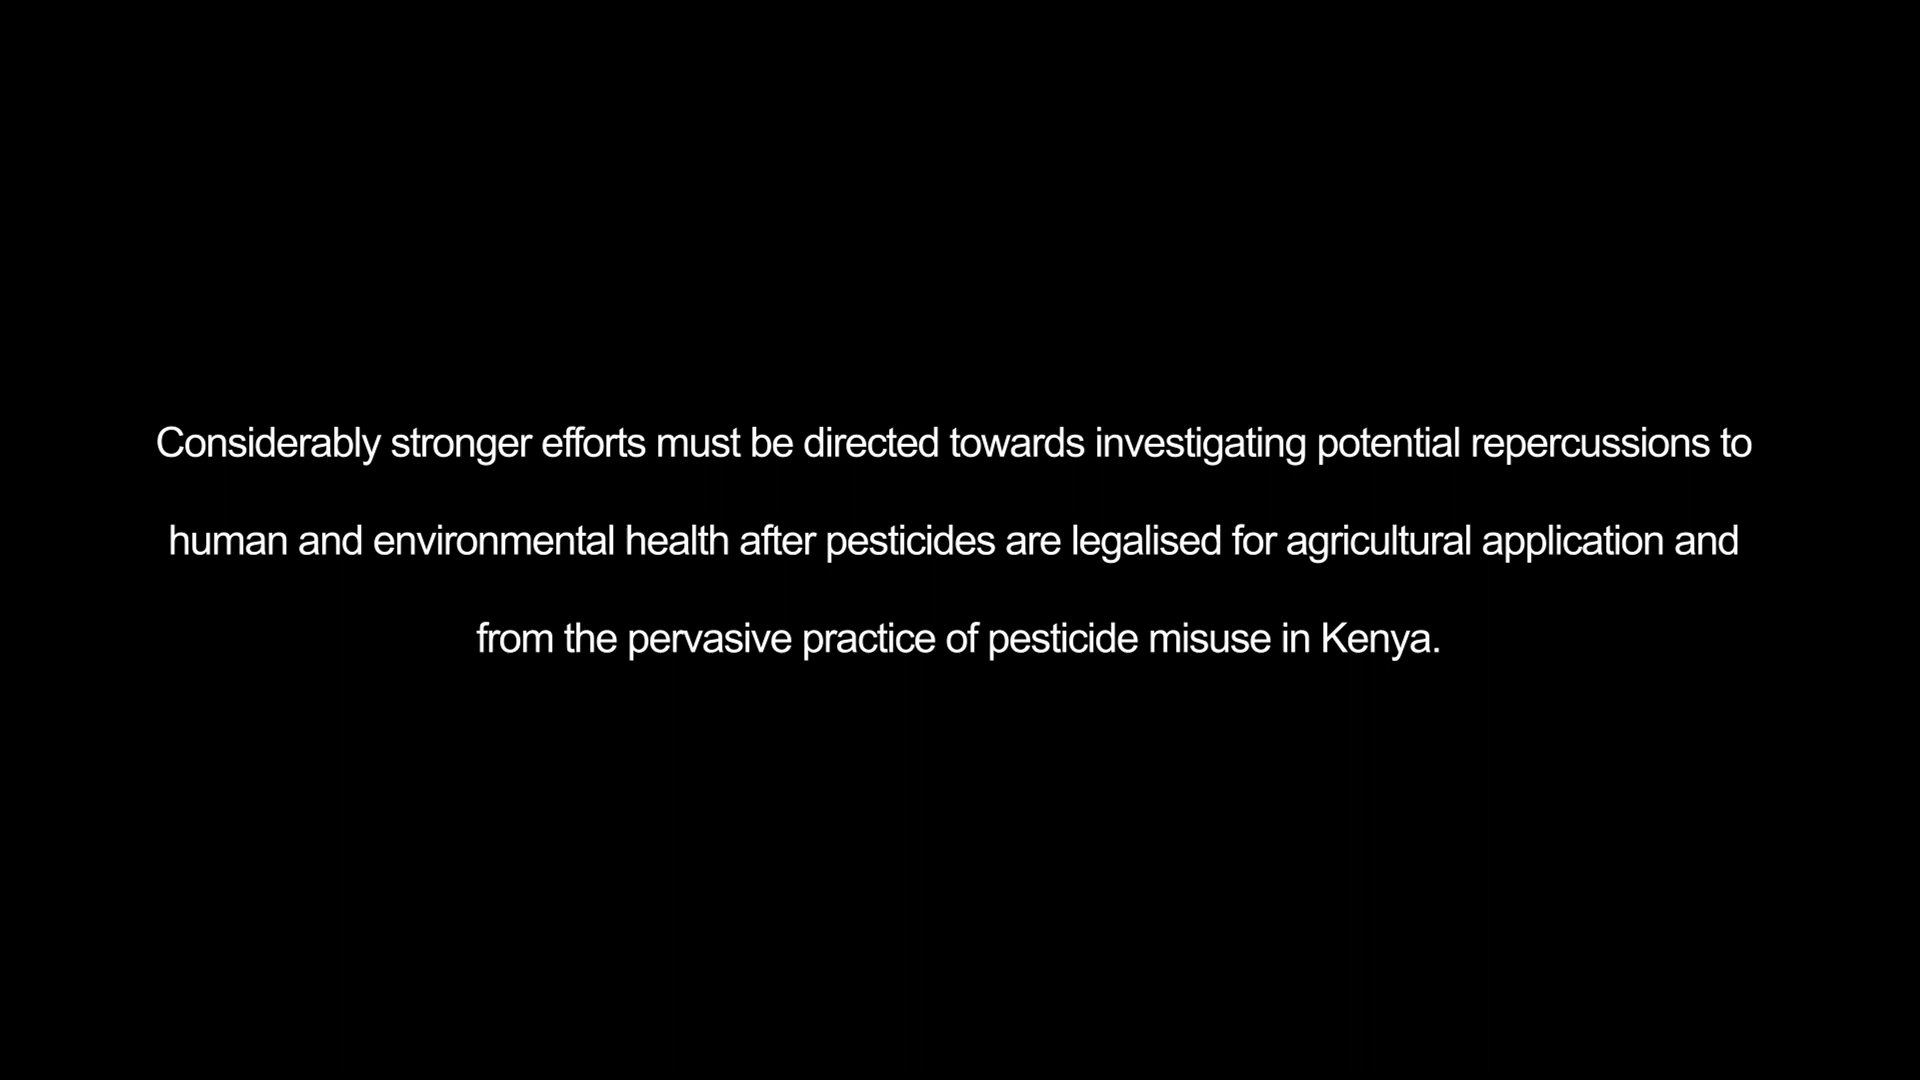 Considerably stronger efforts must be directed towards investigating potential repercussions to
human and environmental health after pesticides are legalised for agricultural application and
from the pervasive practice of pesticide misuse in Kenya.